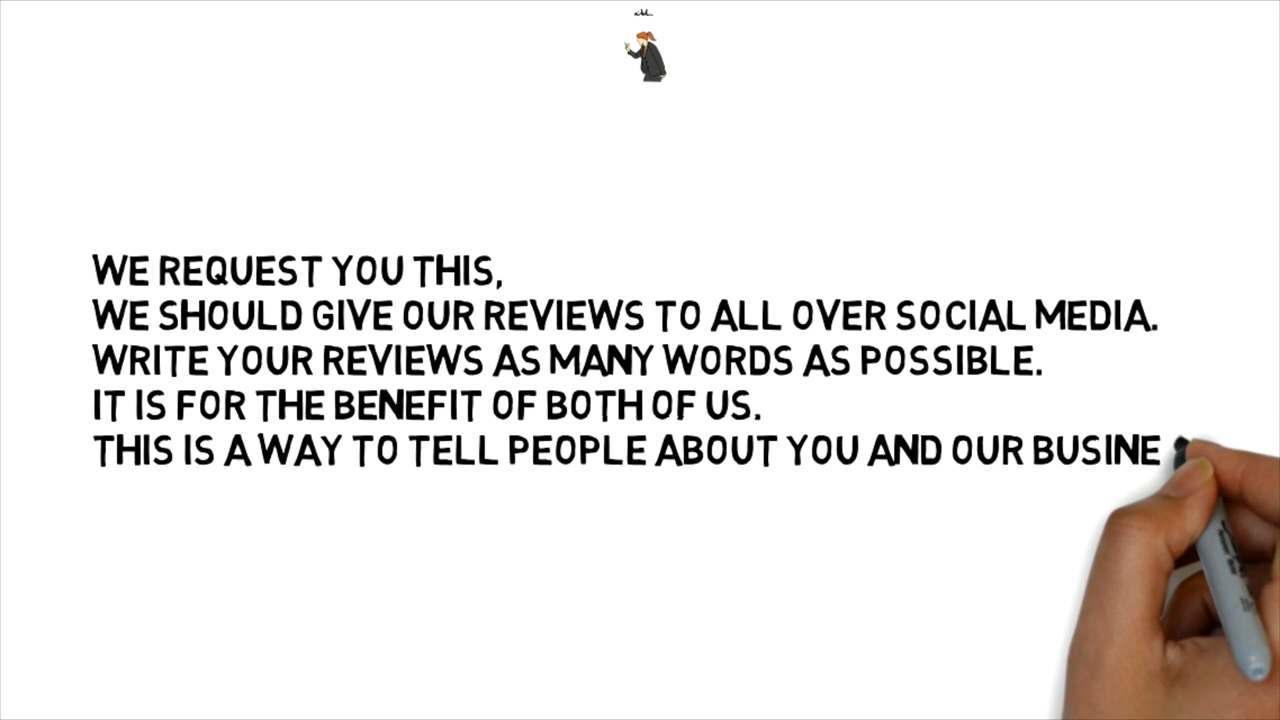 WE REQUEST YOU THIS,
WE SHOULD GIVE OUR REVIEWS TO ALL OVER SOCIAL MEDIA.
WRITE YOUR REVIEWS AS MANY WORDS AS POSSIBLE.
IT IS FOR THE BENEFIT OF BOTH OF US.
THIS IS A WAY TO TELL PEOPLE ABOUT YOU AND OUR BUSINE